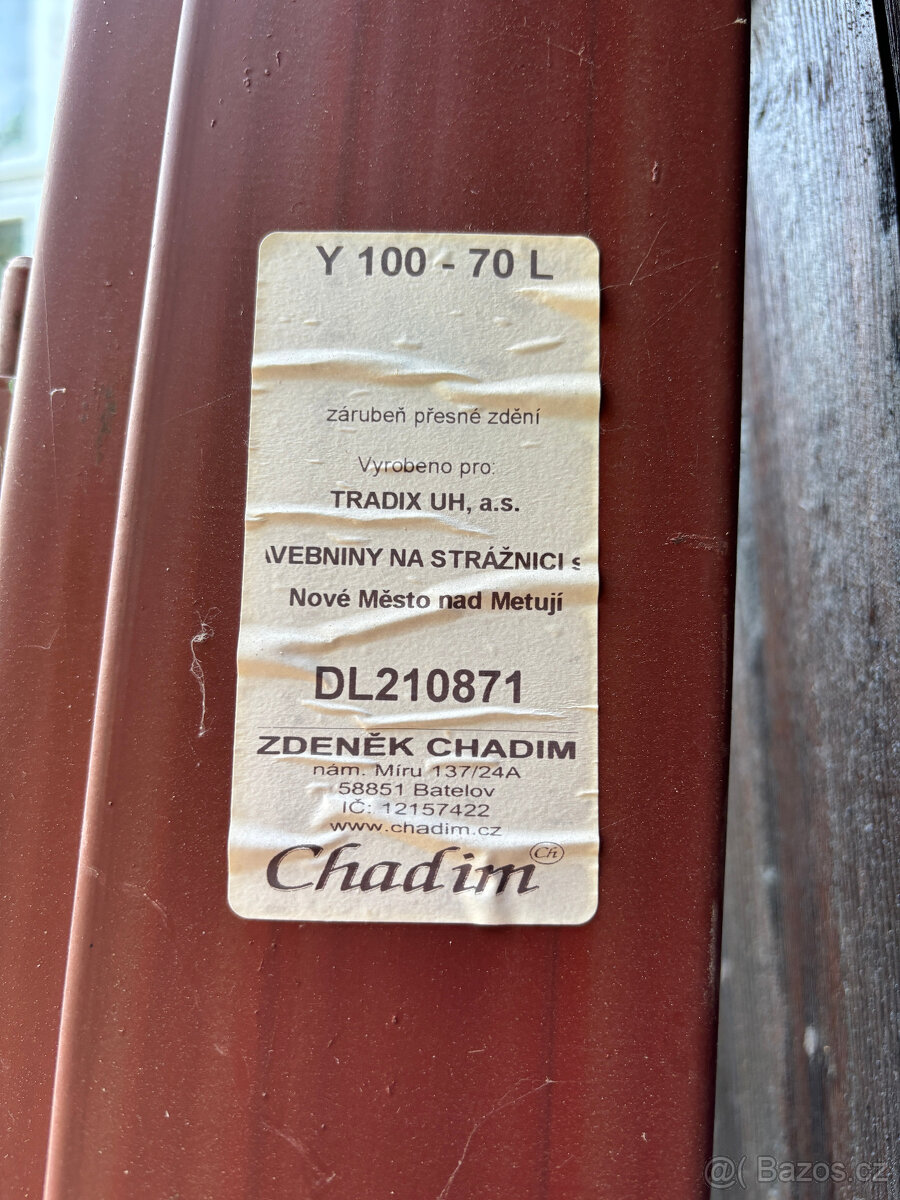 Y 100 - 70 L
zárubeň přesné zdění
Vyrobeno pro:
TRADIX UH, a.s.
AVEBNINY NA STRÁŽNICI s
Nové Město nad Metují
DL210871
ZDENĚK CHADIM
nám. Míru 137/24A
58851 Batelov
IČ: 12157422
www.chadim.cz
Chadim Ch
@( Bazos.cz